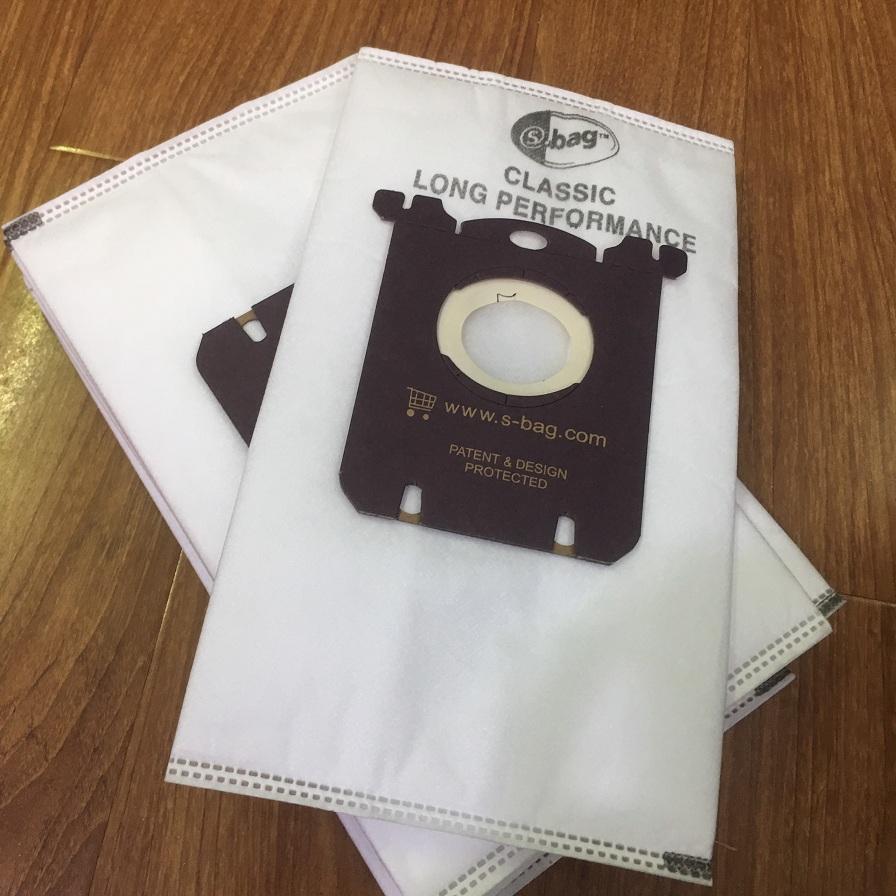 s-bag™
CLASSIC
LONG PERFORMANCE
www.s-bag.com
PATENT & DESIGN
PROTECTED